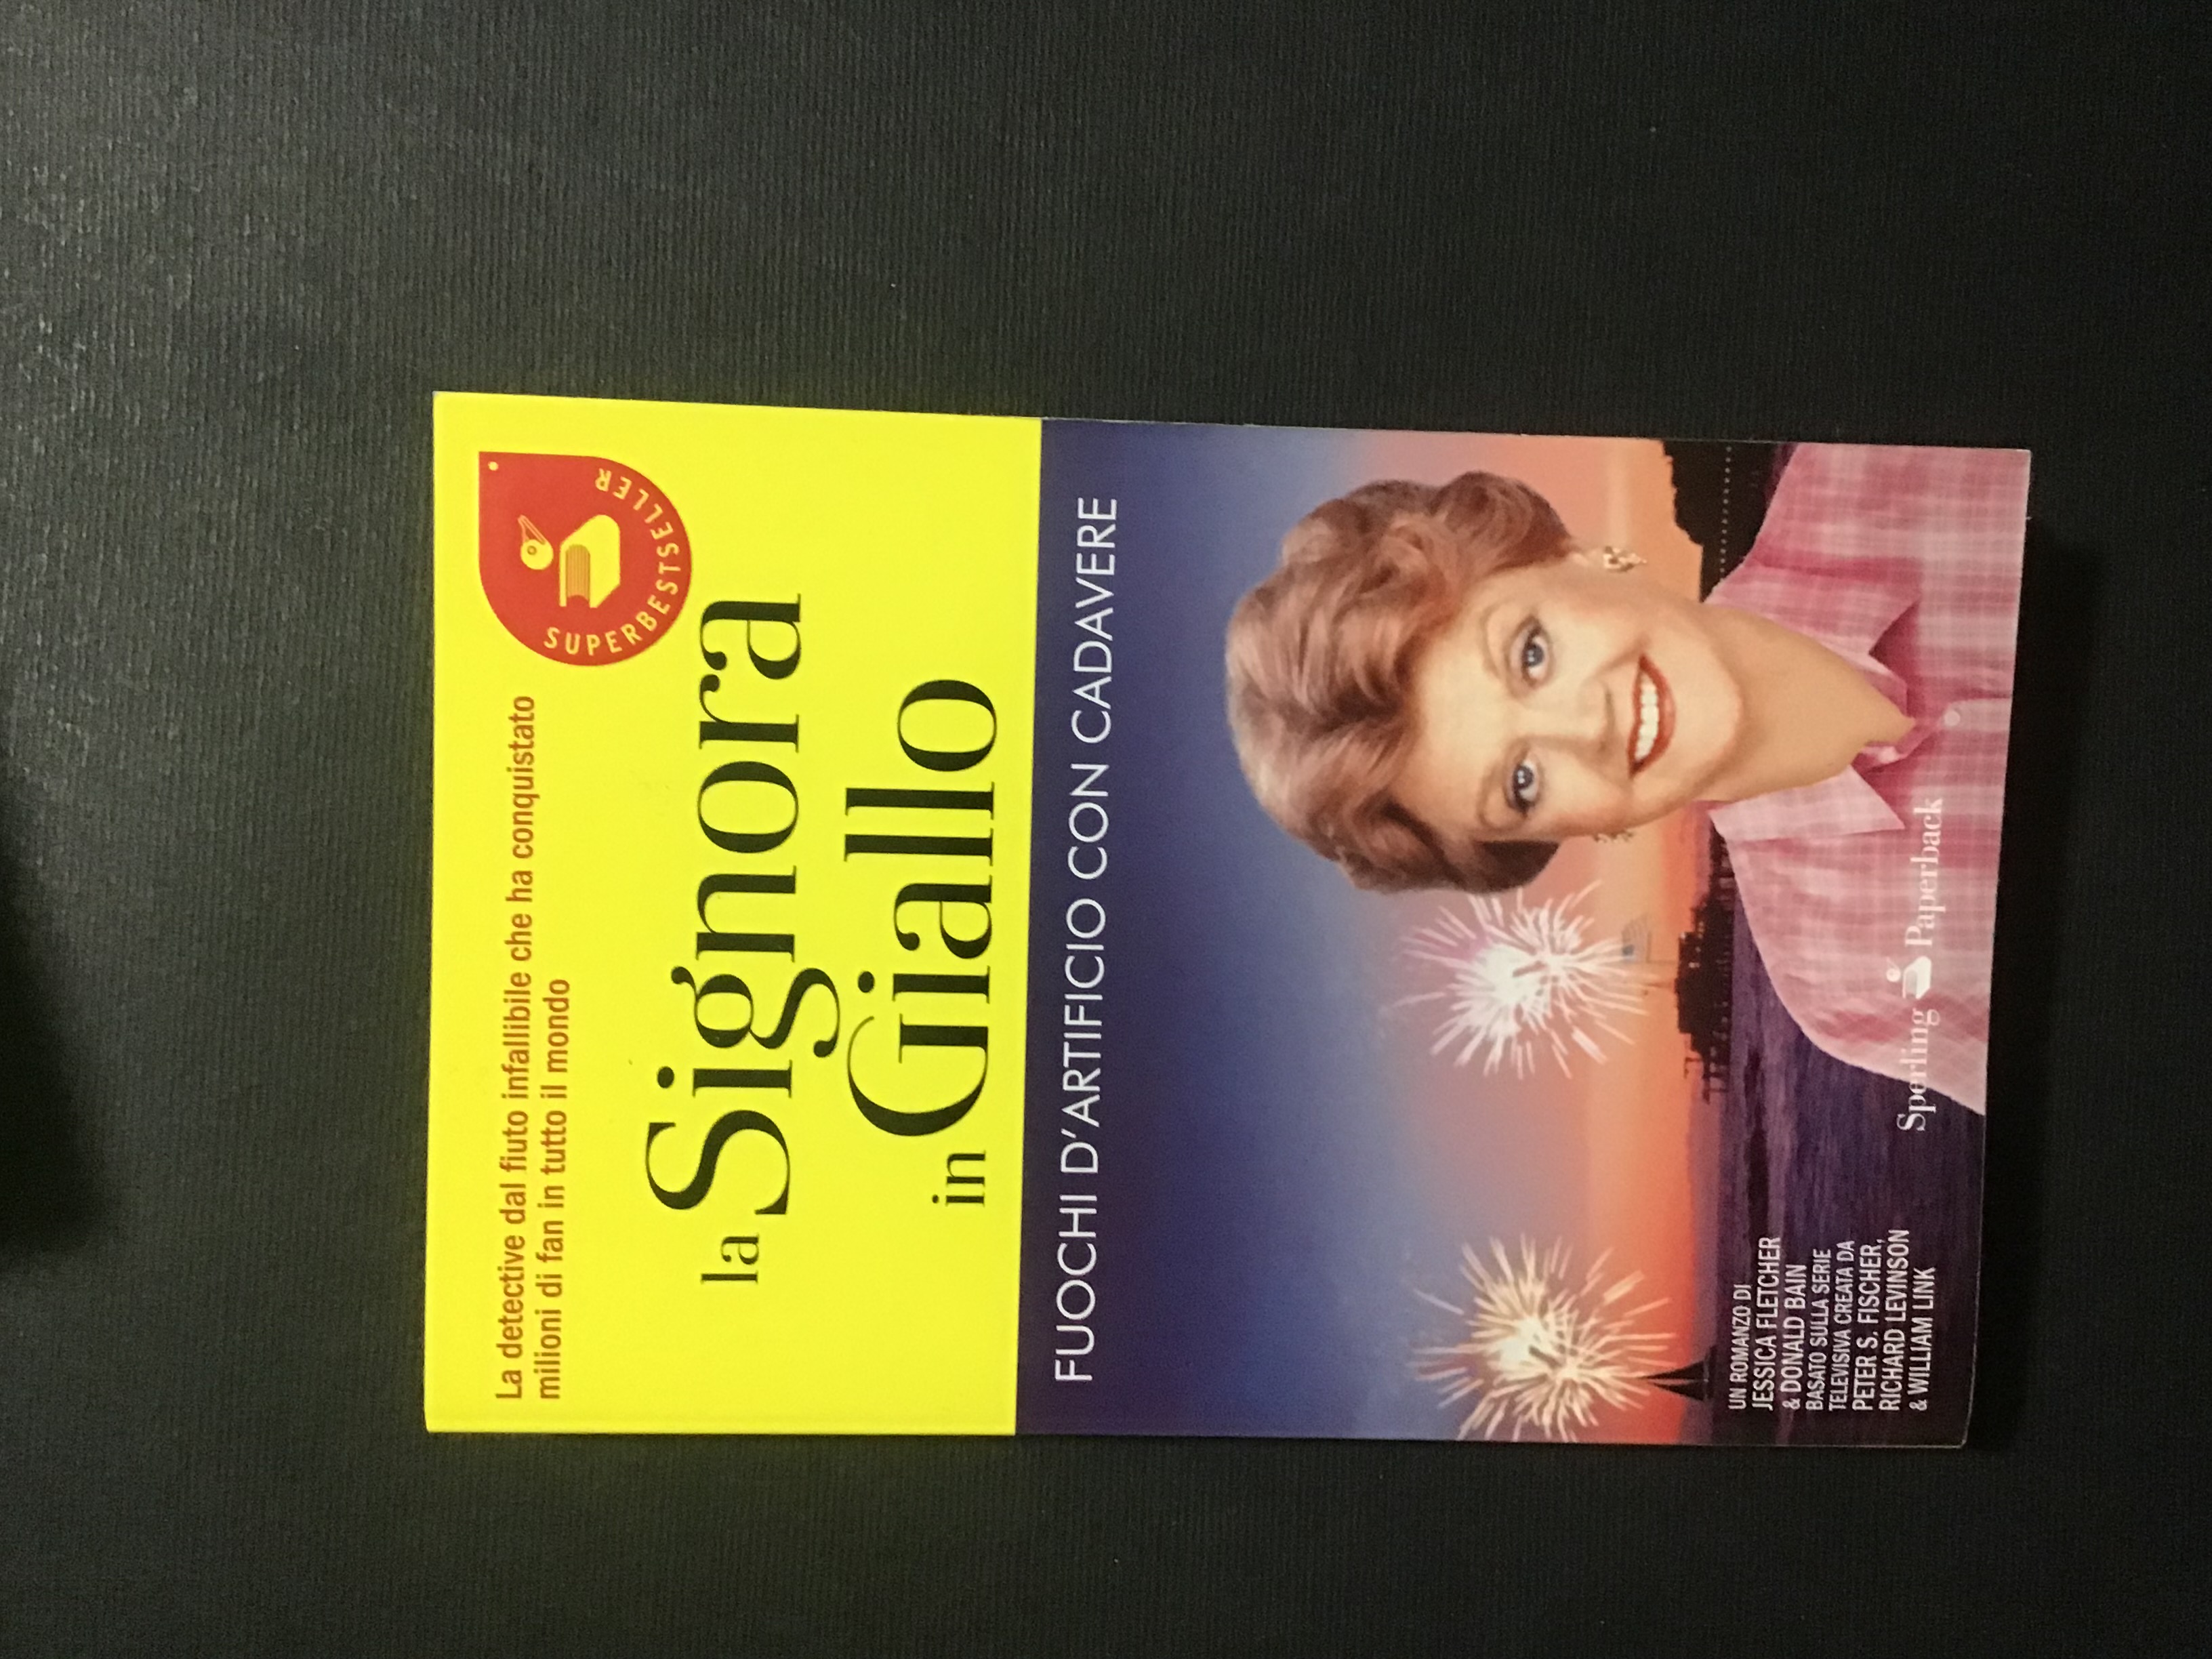 La detective dal fiuto infallibile che ha conquistato
milioni di fan in tutto il mondo
SUPERBESTSELLER
la Signora
in Giallo
FUOCHI D'ARTIFICIO CON CADAVERE
UN ROMANZO DI
JESSICA FLETCHER
& DONALD BAIN
BASATO SULLA SERIE
TELEVISIVA CREATA DA
PETER S. FISCHER,
RICHARD LEVINSON
& WILLIAM LINK
Sperling Paperback